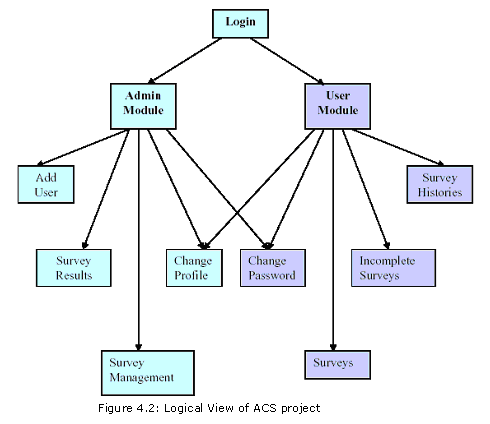 Login
Admin
Module
User
Module
Add
User
Survey
Histories
Survey
Results
Change
Profile
Change
Password
Incomplete
Surveys
Survey
Management
Surveys
Figure 4.2: Logical View of ACS project